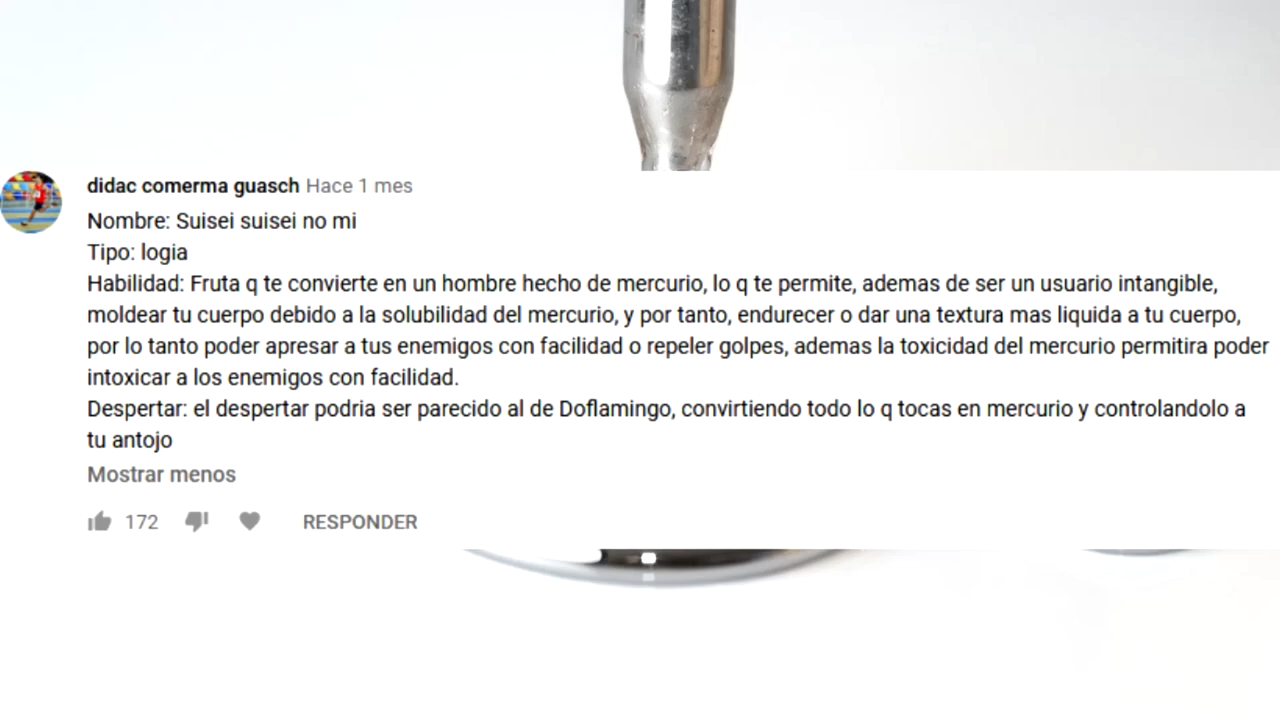 didac comerma guasch Hace 1 mes
Nombre: Suisei suisei no mi
Tipo: logia
Habilidad: Fruta q te convierte en un hombre hecho de mercurio, lo q te permite, ademas de ser un usuario intangible,
moldear tu cuerpo debido a la solubilidad del mercurio, y por tanto, endurecer o dar una textura mas liquida a tu cuerpo,
por lo tanto poder apresar a tus enemigos con facilidad o repeler golpes, ademas la toxicidad del mercurio permitira poder
intoxicar a los enemigos con facilidad.
Despertar: el despertar podria ser parecido al de Doflamingo, convirtiendo todo lo q tocas en mercurio y controlandolo a
tu antojo
Mostrar menos
172 RESPONDER